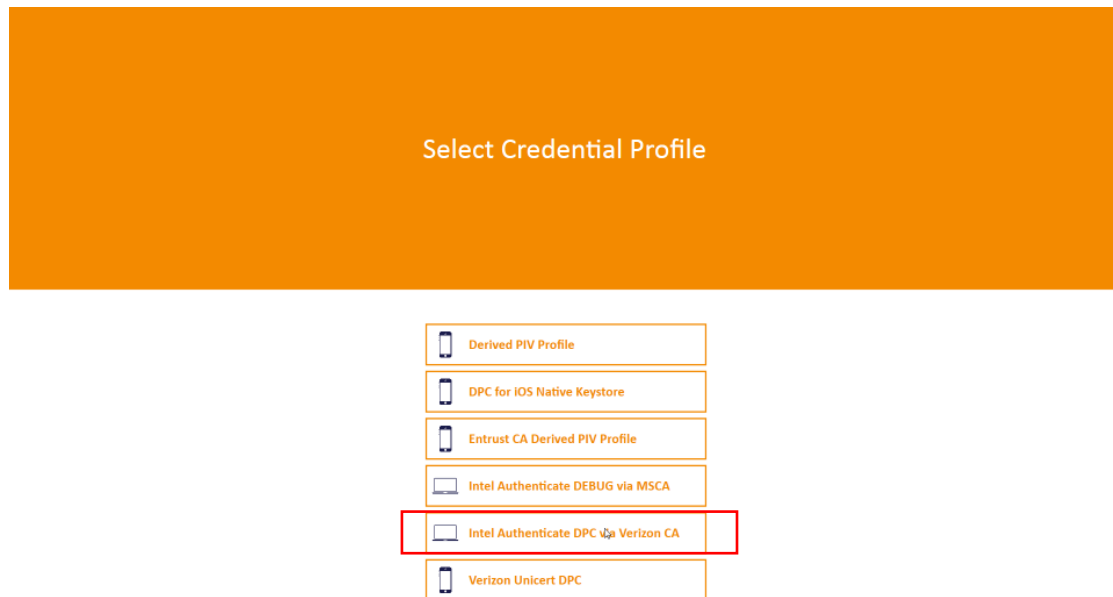 Select Credential Profile
Derived PIV Profile
DPC for iOS Native Keystore
Entrust CA Derived PIV Profile
Intel Authenticate DEBUG via MSCA
Intel Authenticate DPC via Verizon CA
Verizon Unicert DPC